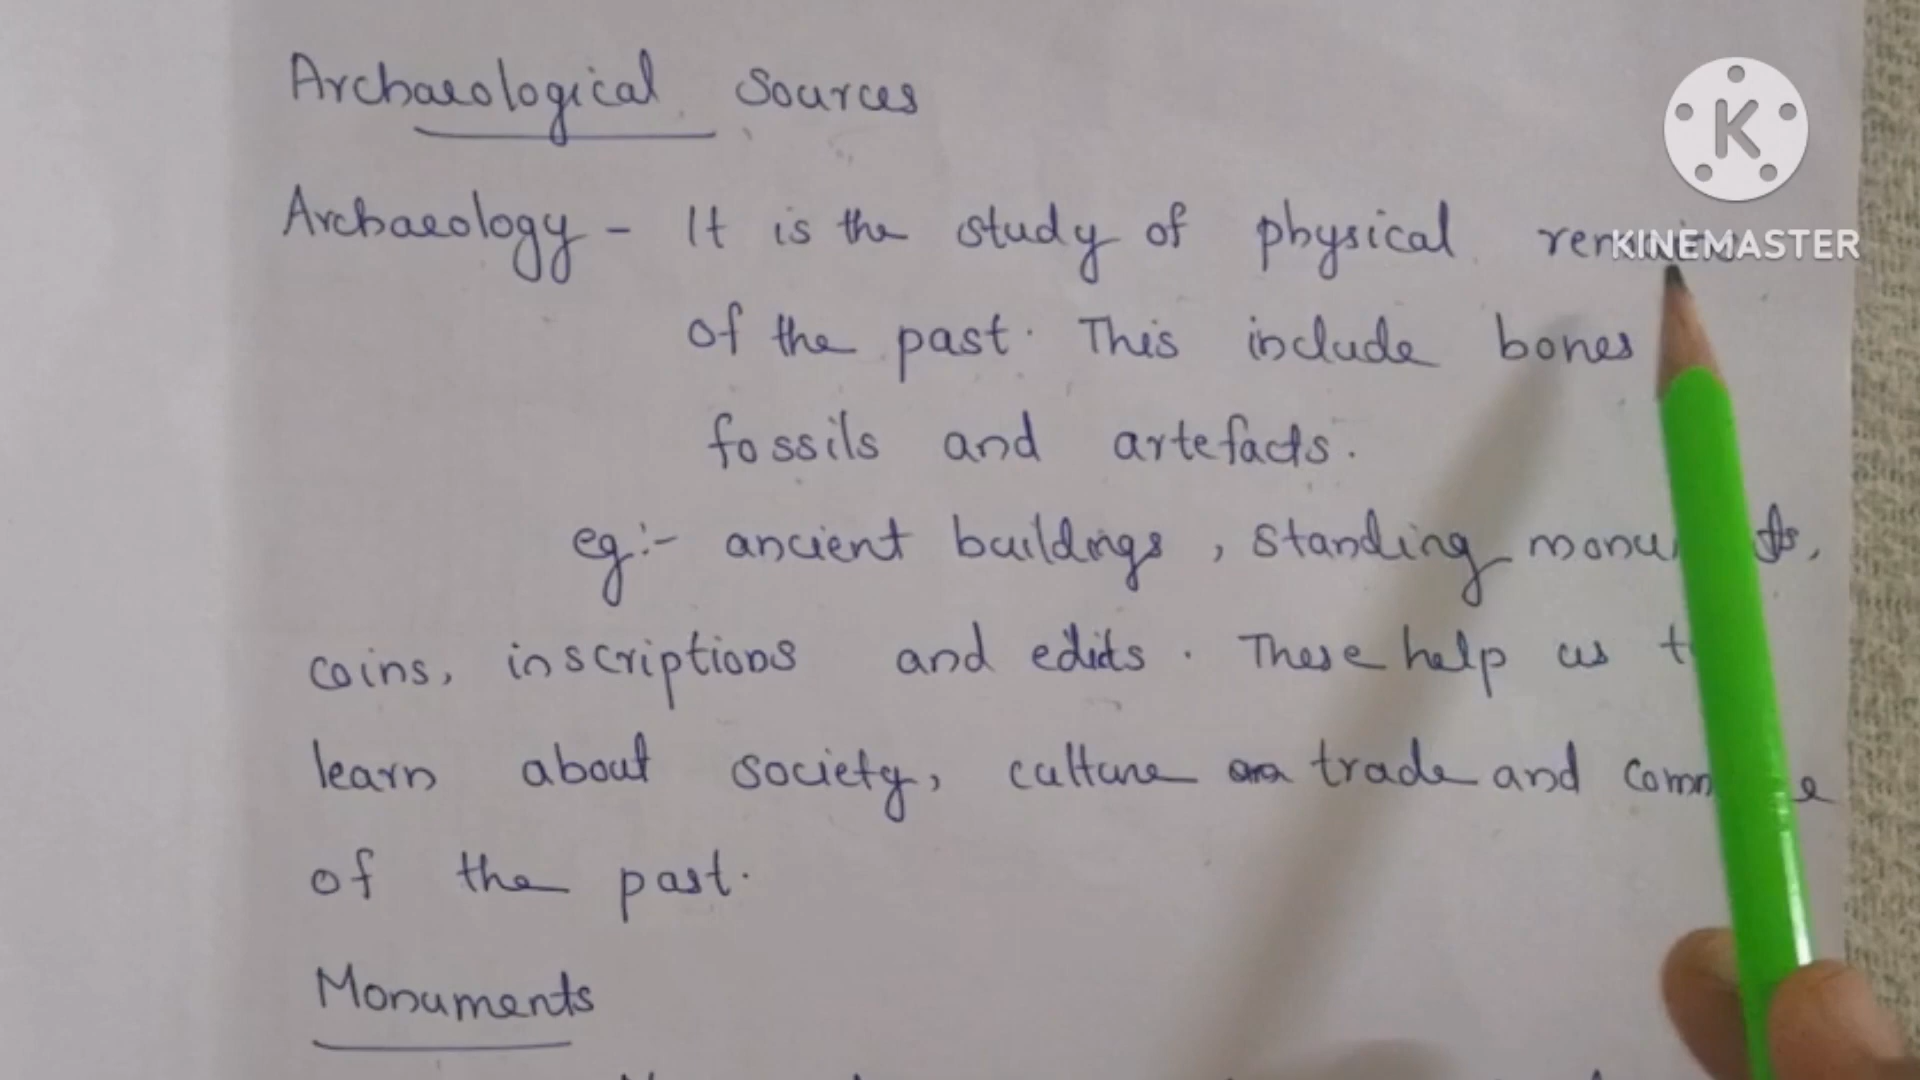 Archaeological Sources
K
KINEMASTER
Archaeology - It is the study of physical
of the past. This include bones
fossils and artefacts.
eg:- ancient buildings, standing
coins, inscriptions and edicts. These help us
learn about society, culture trade and
of the past.
Monuments